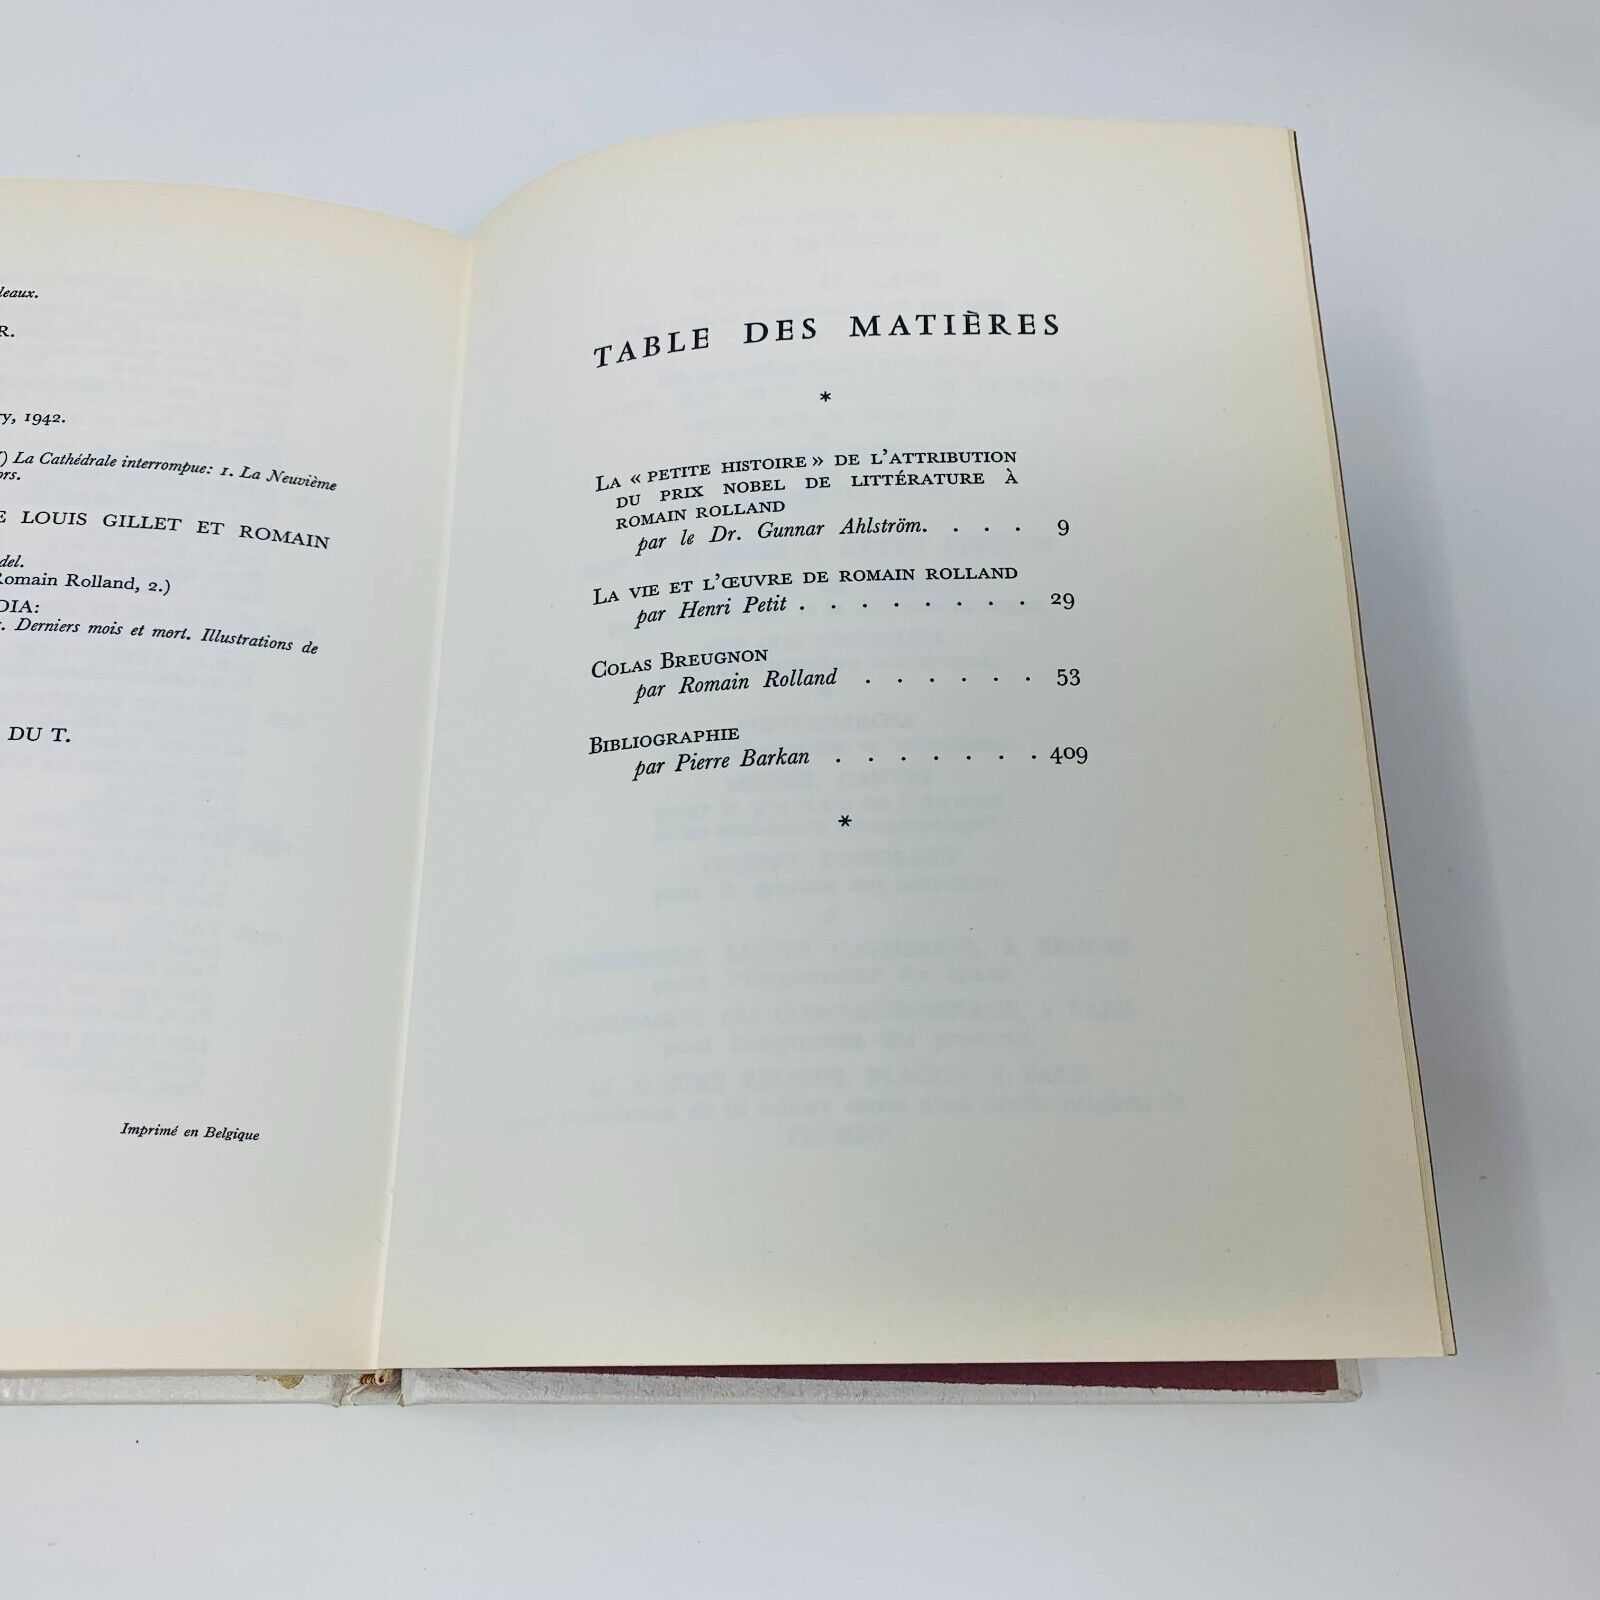 leaux.
R.
ry, 1942.
) La Cathédrale interrompue: 1. La Neuvième
ors.
E LOUIS GILLET ET ROMAIN
del.
Romain Rolland, 2.)
DIA:
. Derniers mois et mort. Illustrations de
DU T.
Imprimé en Belgique
TABLE DES MATIÈRES
*
LA « PETITE HISTOIRE » DE L'ATTRIBUTION
DU PRIX NOBEL DE LITTÉRATURE À
ROMAIN ROLLAND
par le Dr. Gunnar Ahlström. . . . 9
LA VIE ET L'ŒUVRE DE ROMAIN ROLLAND
par Henri Petit . . . . . . . . 29
COLAS BREUGNON
par Romain Rolland . . . . . . 53
BIBLIOGRAPHIE
par Pierre Barkan . . . . . . . 409
*